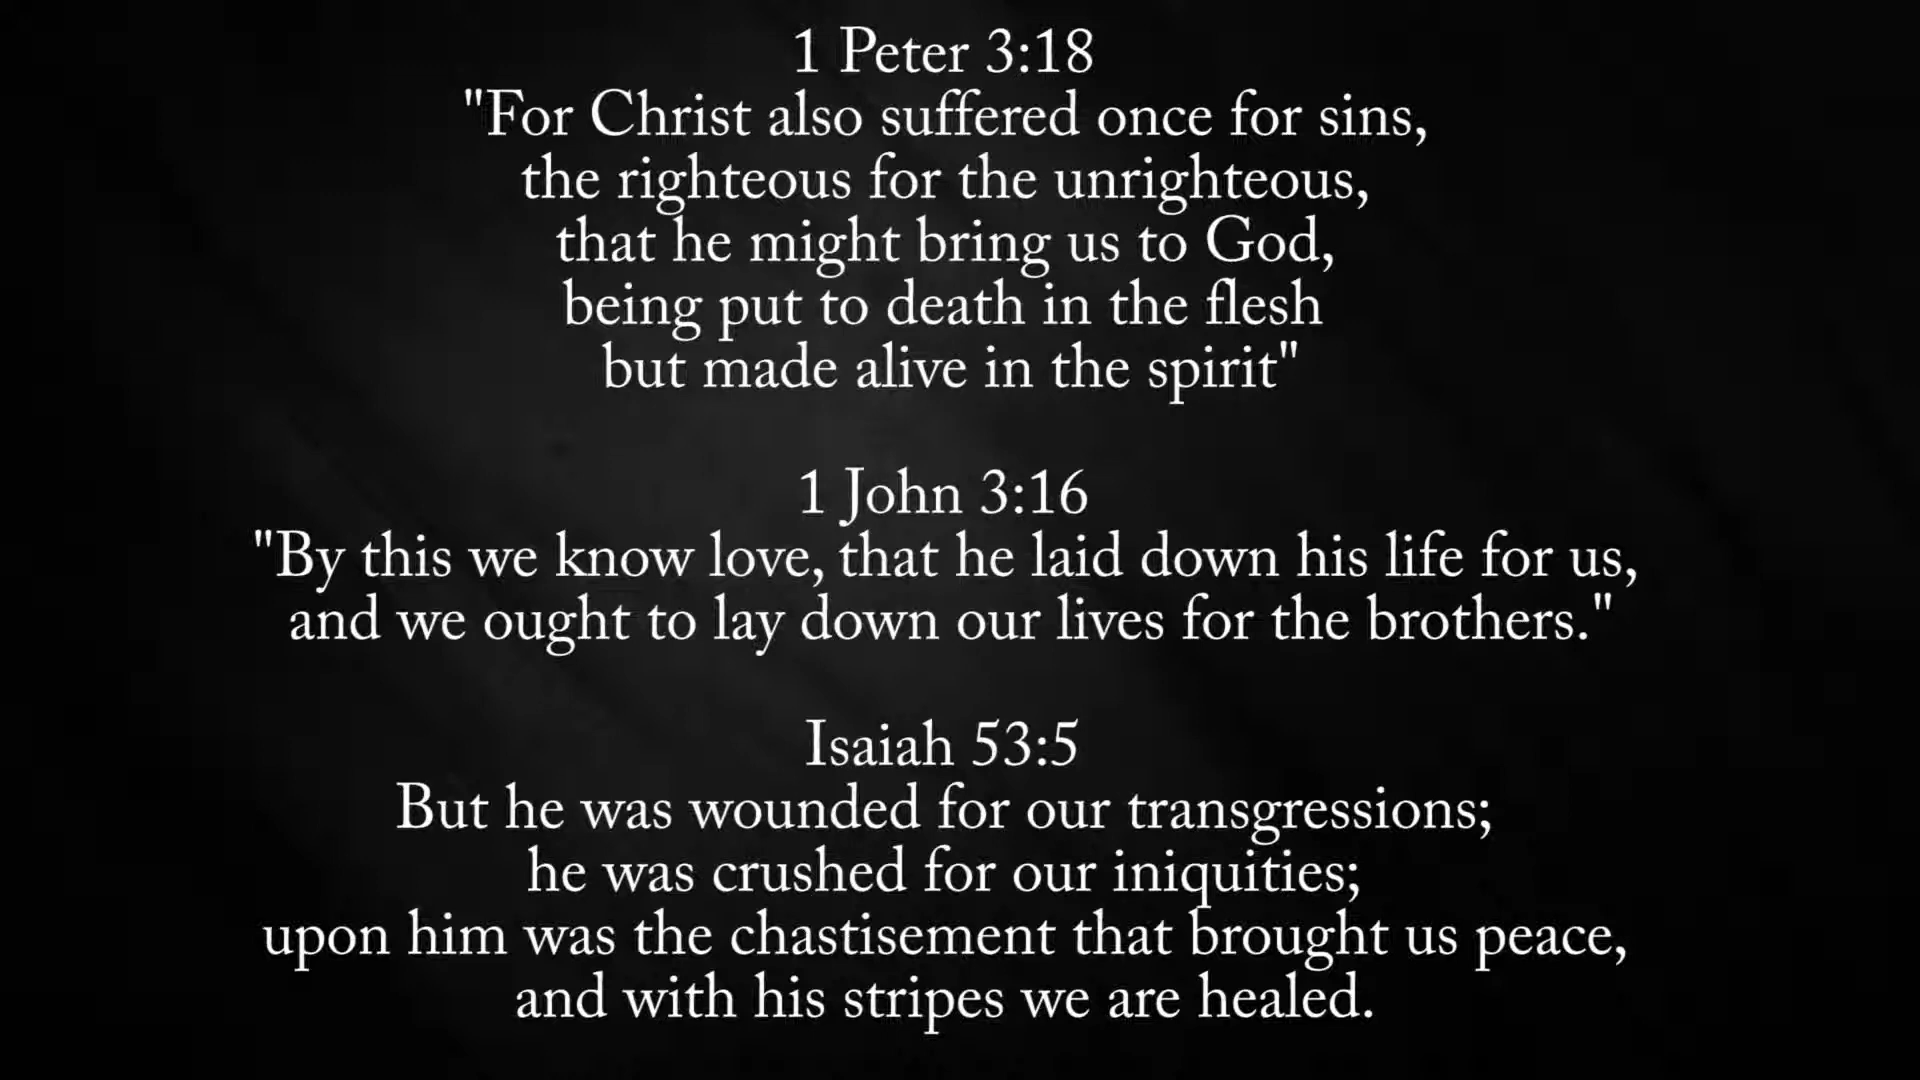 1 Peter 3:18
"For Christ also suffered once for sins,
the righteous for the unrighteous,
that he might bring us to God,
being put to death in the flesh
but made alive in the spirit"
1 John 3:16
"By this we know love, that he laid down his life for us,
and we ought to lay down our lives for the brothers."
Isaiah 53:5
But he was wounded for our transgressions;
he was crushed for our iniquities;
upon him was the chastisement that brought us peace,
and with his stripes we are healed.